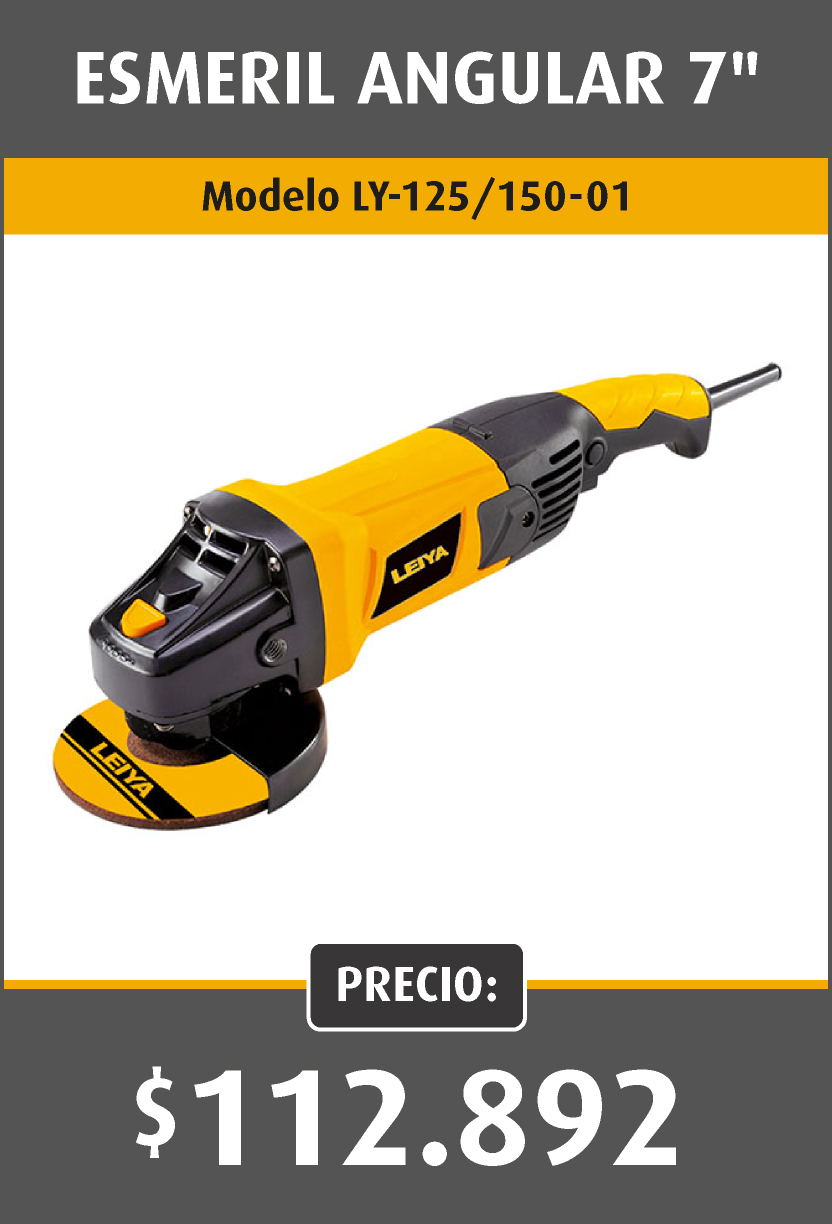 ESMERIL ANGULAR 7"
Modelo LY-125/150-01
LEIYA
LEIYA
PRECIO:
$112.892